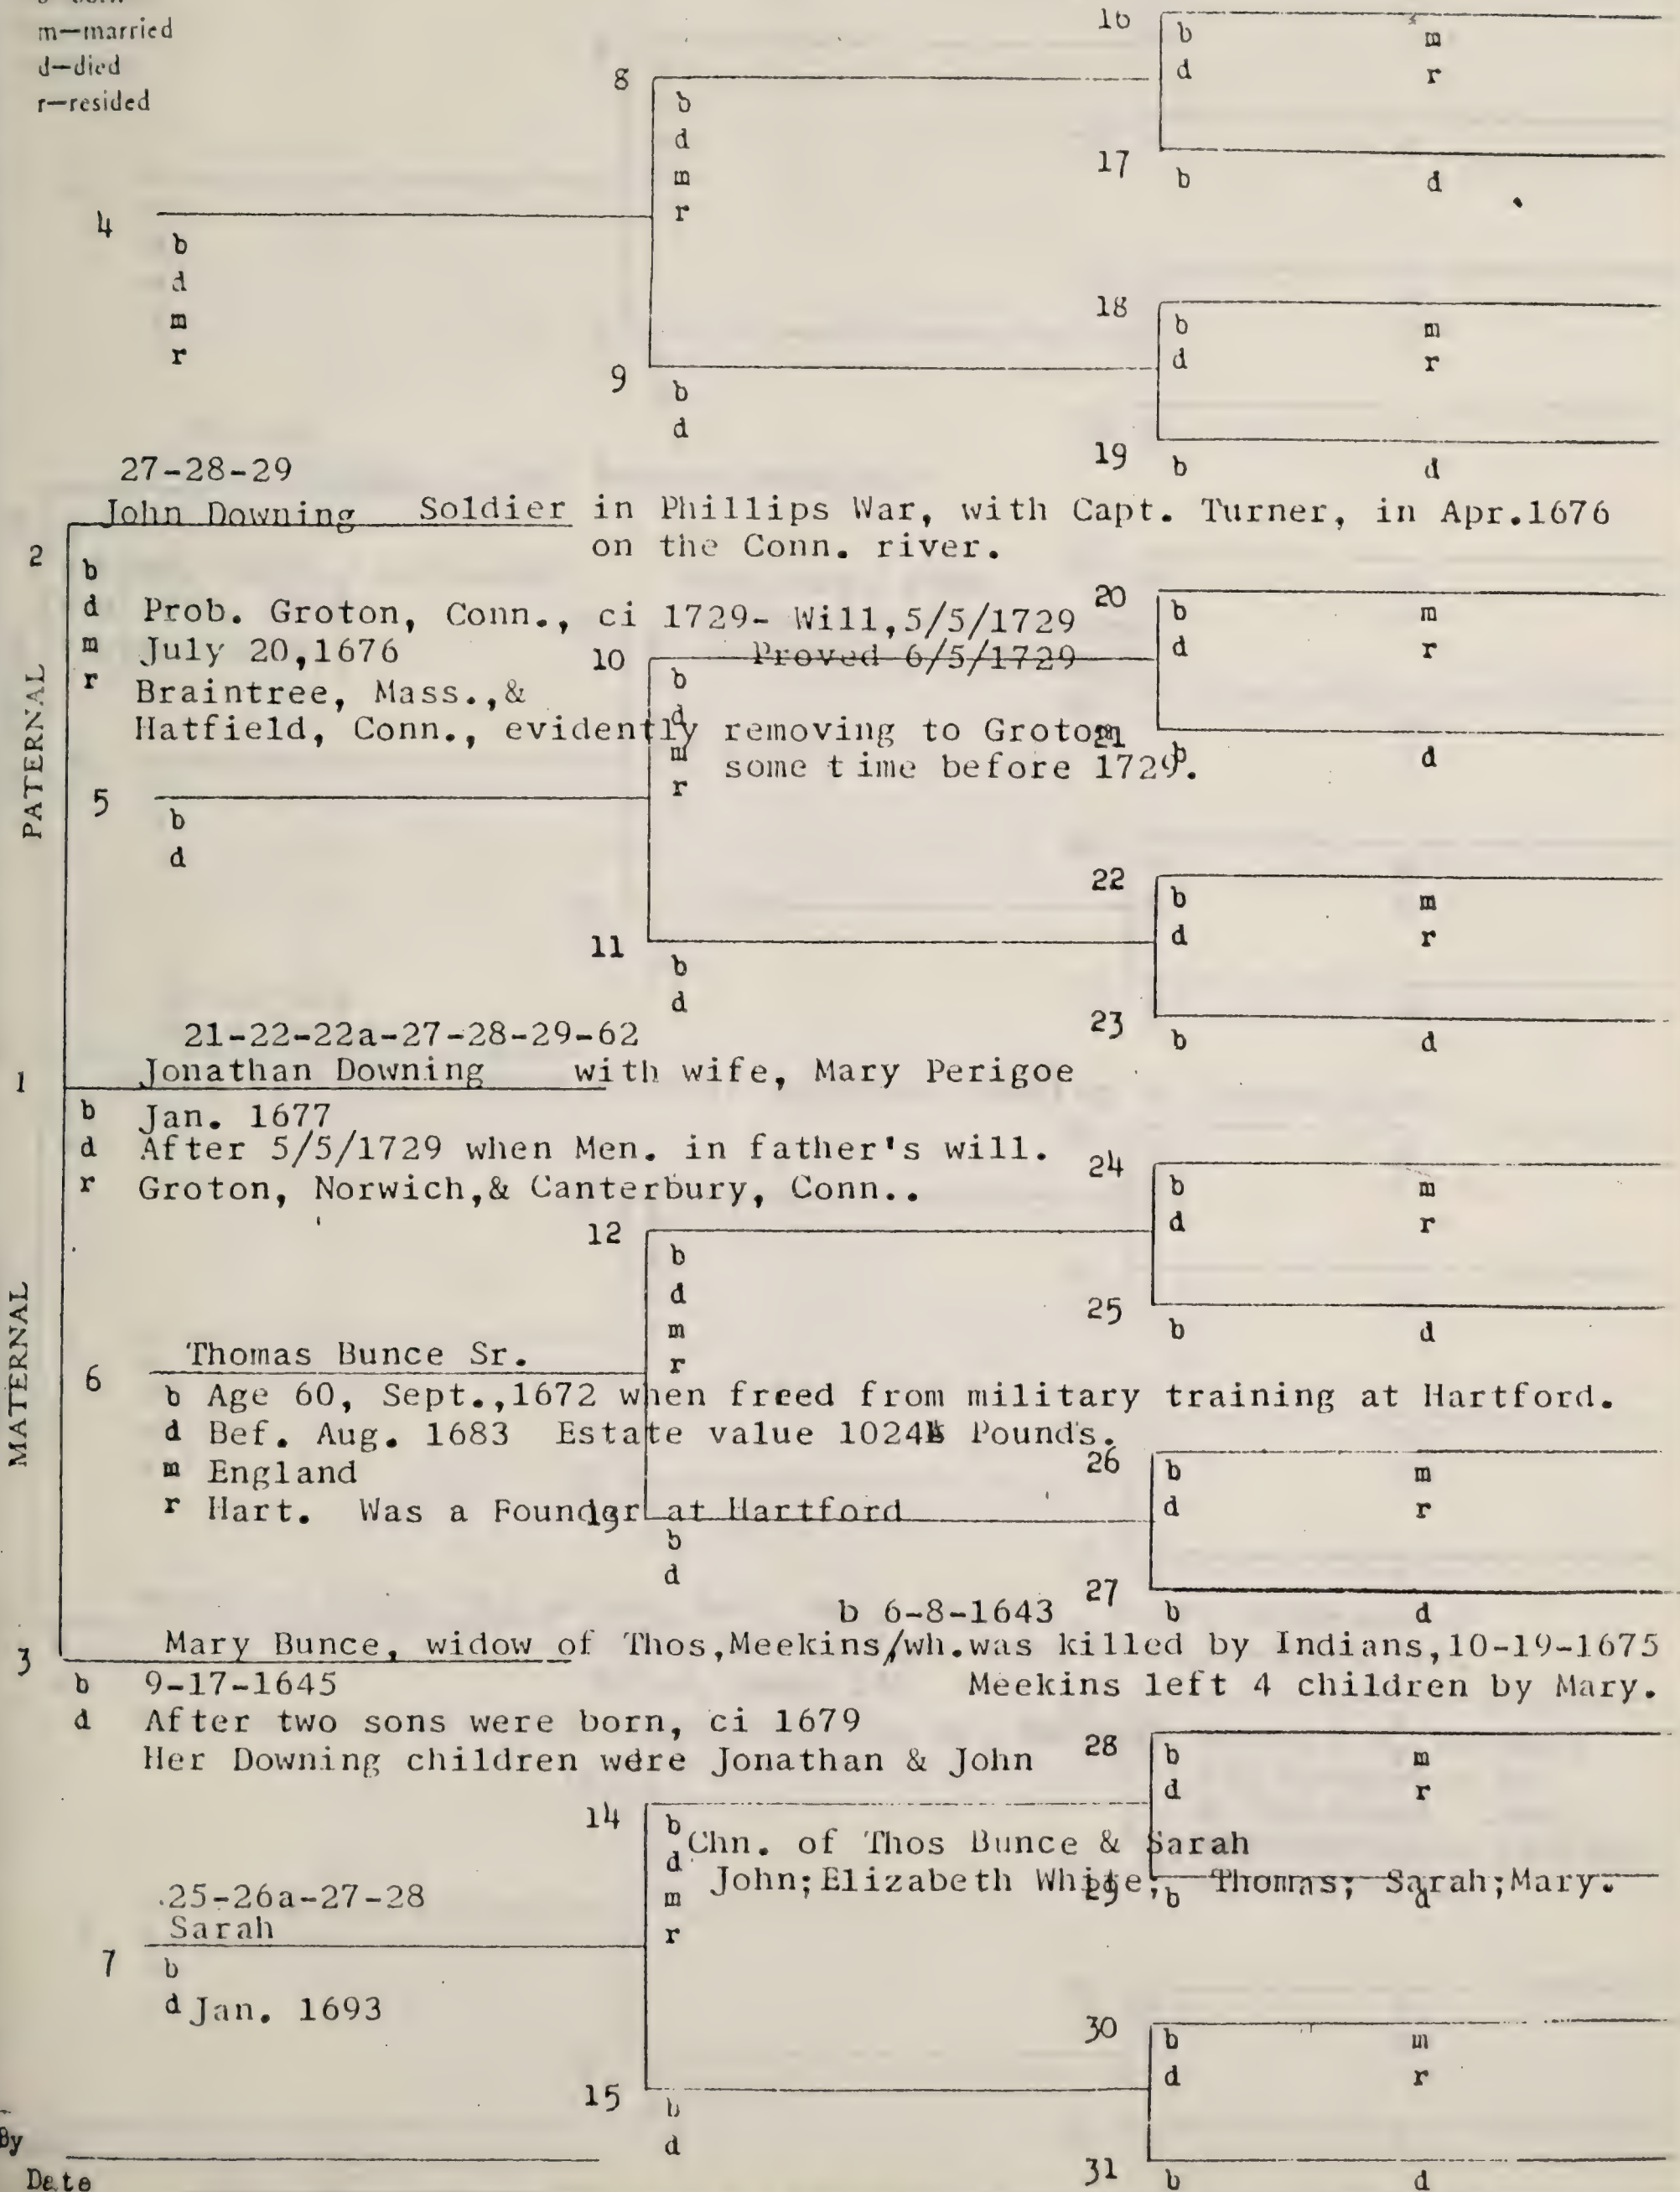 m—married
d—died
r—resided
16
b m
d r
8
b
d
m
r
17
b d
4
b
d
m
r
18
b m
d r
9
b
d
19
b d
27-28-29
John Downing Soldier in Phillips War, with Capt. Turner, in Apr.1676
on the Conn. river.
2
b
d Prob. Groton, Conn., ci 1729- Will,5/5/1729
m July 20,1676 Proved 6/5/1729
r Braintree, Mass.,&
Hatfield, Conn., evidently removing to Groton
some time before 1729.
20
b m
d r
10
b
d
m
r
21
b d
PATERNAL
5
b
d
22
b m
d r
11
b
d
23
b d
21-22-22a-27-28-29-62
1
Jonathan Downing with wife, Mary Perigoe
b Jan. 1677
d After 5/5/1729 when Men. in father's will.
r Groton, Norwich,& Canterbury, Conn..
24
b m
d r
12
b
d
m
r
25
b d
MATERNAL
6
Thomas Bunce Sr.
b Age 60, Sept.,1672 when freed from military training at Hartford.
d Bef. Aug. 1683 Estate value 1024 Pounds.
m England
r Hart. Was a Founder at Hartford
26
b m
d r
13
b
d
27
b d
b 6-8-1643
3
Mary Bunce, widow of Thos,Meekins/wh.was killed by Indians,10-19-1675
b 9-17-1645 Meekins left 4 children by Mary.
d After two sons were born, ci 1679
Her Downing children were Jonathan & John
28
b m
d r
14
b
d
m
r
Chn. of Thos Bunce & Sarah
John;Elizabeth White; Thomas; Sarah;Mary.
29
b d
.25-26a-27-28
Sarah
7
b
d Jan. 1693
30
b m
d r
15
b
d
31
b d
By
Date